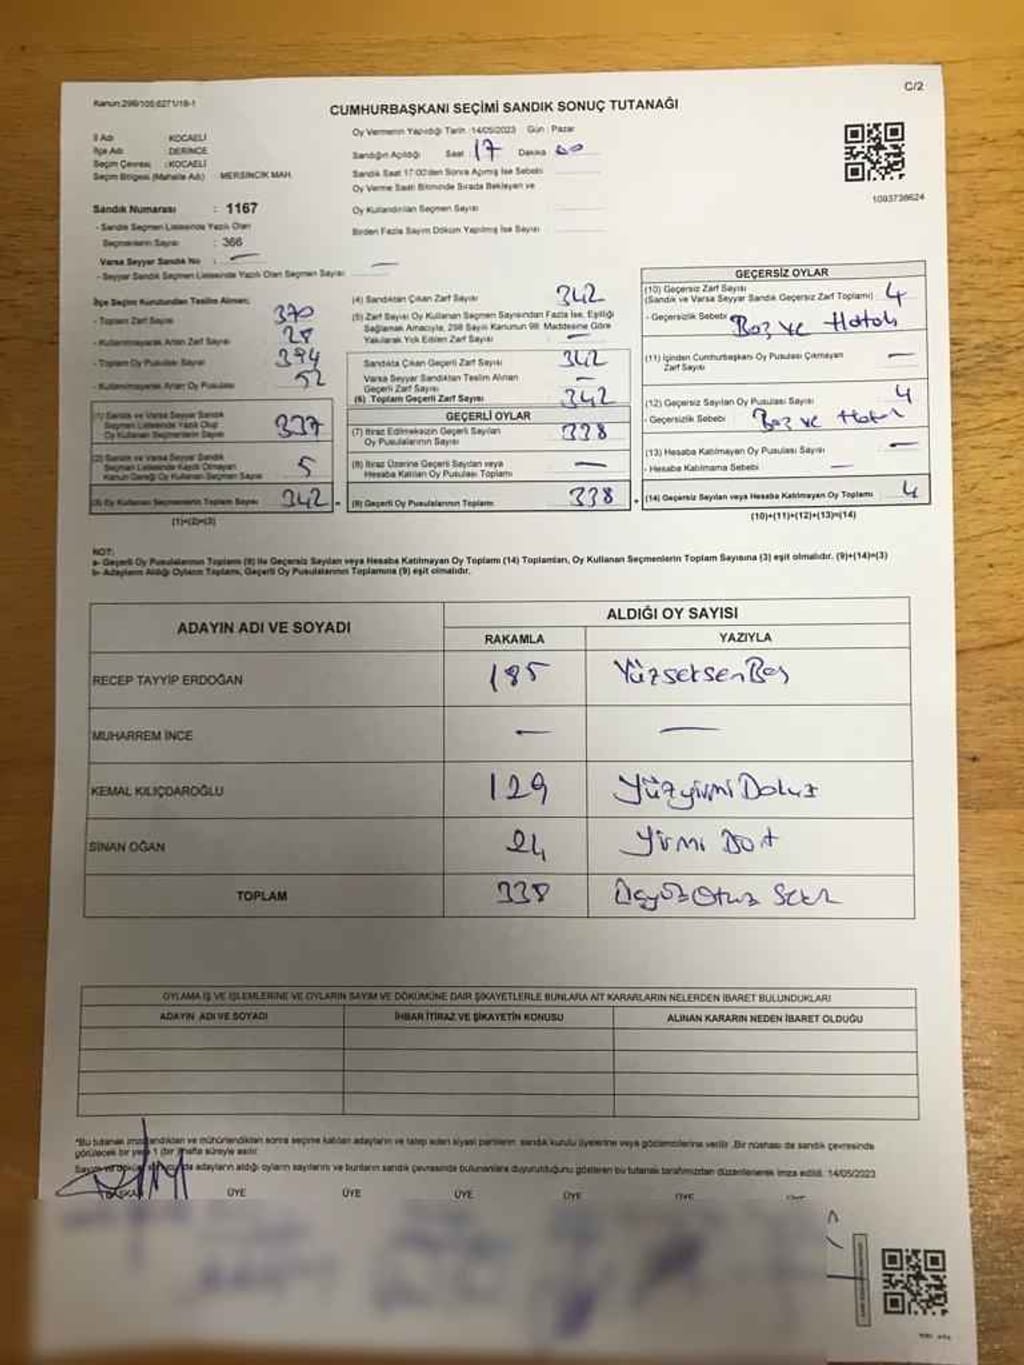 Kanun:298/105,6271/18-1
C/2
CUMHURBAŞKANI SEÇİMİ SANDIK SONUÇ TUTANAĞI
İl Adı KOCAELİ
İlçe Adı DERİNCE
Seçim Çevresi :KOCAELİ
Seçim Bölgesi (Mahalle Adı) : MERSİNCİK MAH.
Sandık Numarası : 1167
- Sandık Seçmen Listesinde Yazılı Olan
Seçmenlerin Sayısı : 366
Varsa Seyyar Sandık No : —
- Seyyar Sandık Seçmen Listesinde Yazılı Olan Seçmen Sayısı —
Oy Vermenin Yapıldığı Tarih :14/05/2023 Gün : Pazar
Sandığın Açıldığı Saat 17 Dakika 00
Sandık Saat 17:00'den Sonra Açılmış İse Sebebi
Oy Verme Saati Bitiminde Sırada Bekleyen ve
Oy Kullandırılan Seçmen Sayısı
Birden Fazla Sayım Döküm Yapılmış İse Sayısı
1093738624
İlçe Seçim Kurulundan Teslim Alınan:
- Toplam Zarf Sayısı 370
- Kullanılmayarak Artan Zarf Sayısı 28
- Toplam Oy Pusulası Sayısı 394
- Kullanılmayarak Artan Oy Pusulası 52
(1) Sandık ve Varsa Seyyar Sandık
Seçmen Listesinde Yazılı Olup
Oy Kullanan Seçmenlerin Sayısı 337
(2) Sandık Seçmen
Listesinde Kayıtlı Olmayan
Kanun Gereği Oy Kullanan Seçmen Sayısı 5
(3) Oy Kullanan Seçmenlerin Toplam Sayısı 342 =
(1)+(2)=(3)
(4) Sandıktan Çıkan Zarf Sayısı 342
(5) Zarf Sayısı Oy Kullanan Seçmen Sayısından Fazla İse, Eşitliği
Sağlamak Amacıyla, 298 Sayılı Kanunun 98. Maddesine Göre
Yakılarak Yok Edilen Zarf Sayısı —
Sandıkta Çıkan Geçerli Zarf Sayısı 342
Varsa Seyyar Sandıktan Teslim Alınan
Geçerli Zarf Sayısı —
(6) Toplam Geçerli Zarf Sayısı 342
GEÇERLİ OYLAR
(7) İtiraz Edilmeksizin Geçerli Sayılan
Oy Pusulalarının Sayısı 338
(8) İtiraz Üzerine Geçerli Sayılan veya
Hesaba Katılan Oy Pusulası Toplamı —
(9) Geçerli Oy Pusulalarının Toplamı 338 +
GEÇERSİZ OYLAR
(10) Geçersiz Zarf Sayısı
(Sandık ve Varsa Seyyar Sandık Geçersiz Zarf Toplamı) 4
- Geçersizlik Sebebi Boş ve Hatalı
(11) İçinden Cumhurbaşkanı Oy Pusulası Çıkmayan
Zarf Sayısı —
(12) Geçersiz Sayılan Oy Pusulası Sayısı 4
- Geçersizlik Sebebi Boş ve Hatalı
(13) Hesaba Katılmayan Oy Pusulası Sayısı —
- Hesaba Katılmama Sebebi —
(14) Geçersiz Sayılan veya Hesaba Katılmayan Oy Toplamı 4
(10)+(11)+(12)+(13)=(14)
NOT:
a- Geçerli Oy Pusulalarının Toplamı (9) ile Geçersiz Sayılan veya Hesaba Katılmayan Oy Toplamı (14) Toplamları, Oy Kullanan Seçmenlerin Toplam Sayısına (3) eşit olmalıdır. (9)+(14)=(3)
b- Adayların Aldığı Oyların Toplamı, Geçerli Oy Pusulalarının Toplamına (9) eşit olmalıdır.
ADAYIN ADI VE SOYADI
ALDIĞI OY SAYISI
RAKAMLA YAZIYLA
RECEP TAYYİP ERDOĞAN 185 YüzseksenBeş
MUHARREM İNCE — —
KEMAL KILIÇDAROĞLU 129 Yüzyirmi Dokuz
SİNAN OĞAN 24 Yirmi Dört
TOPLAM 338 Üçyüz Otuz Sekiz
OYLAMA İŞ VE İŞLEMLERİNE VE OYLARIN SAYIM VE DÖKÜMÜNE DAİR ŞİKAYETLERLE BUNLARA AİT KARARLARIN NELERDEN İBARET BULUNDUKLARI
ADAYIN ADI VE SOYADI İHBAR İTİRAZ VE ŞİKAYETİN KONUSU ALINAN KARARIN NEDEN İBARET OLDUĞU
*Bu tutanak imzalandıktan ve mühürlendikten sonra seçime katılan adayların ve talep eden siyasi partilerin sandık kurulu üyelerine veya gözlemcilerine verilir .Bir nüshası da sandık çevresinde
görülecek bir yere 1 (bir) hafta süreyle asılır.
adayların aldığı oyların sayılarını ve bunların sandık çevresinde bulunanlara duyurulduğunu gösteren bu tutanak tarafımızdan düzenlenerek imza edildi. 14/05/2023
ÜYE ÜYE ÜYE ÜYE ÜYE ÜYE